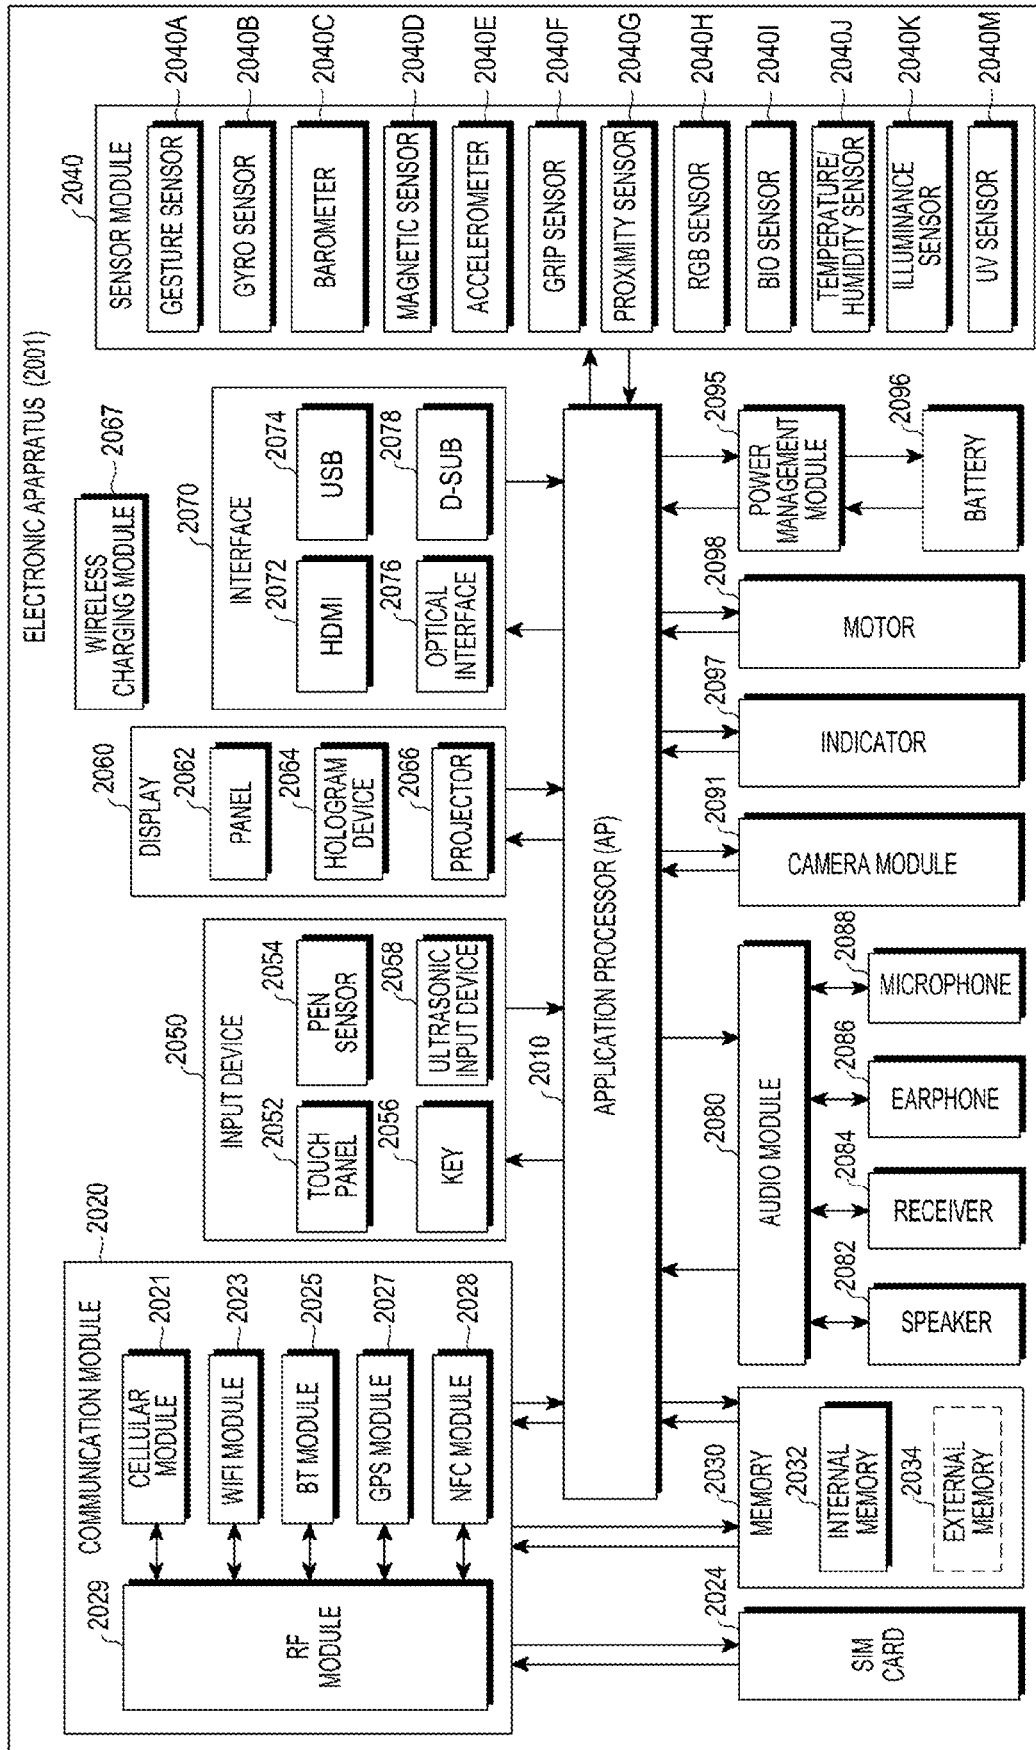 ELECTRONIC APAPRATUS (2001)
COMMUNICATION MODULE
2020
RF
MODULE
2029
CELLULAR
MODULE
2021
WIFI MODULE
2023
BT MODULE
2025
GPS MODULE
2027
NFC MODULE
2028
INPUT DEVICE
2050
TOUCH
PANEL
2052
PEN
SENSOR
2054
KEY
2056
ULTRASONIC
INPUT DEVICE
2058
DISPLAY
2060
PANEL
2062
HOLOGRAM
DEVICE
2064
PROJECTOR
2066
WIRELESS
CHARGING MODULE
2067
INTERFACE
2070
HDMI
2072
USB
2074
OPTICAL
INTERFACE
2076
D-SUB
2078
SENSOR MODULE
2040
GESTURE SENSOR
2040A
GYRO SENSOR
2040B
BAROMETER
2040C
MAGNETIC SENSOR
2040D
ACCELEROMETER
2040E
GRIP SENSOR
2040F
PROXIMITY SENSOR
2040G
RGB SENSOR
2040H
BIO SENSOR
2040I
TEMPERATURE/
HUMIDITY SENSOR
2040J
ILLUMINANCE
SENSOR
2040K
UV SENSOR
2040M
2010
APPLICATION PROCESSOR (AP)
SIM
CARD
2024
MEMORY
2030
INTERNAL
MEMORY
2032
EXTERNAL
MEMORY
2034
AUDIO MODULE
2080
SPEAKER
2082
RECEIVER
2084
EARPHONE
2086
MICROPHONE
2088
CAMERA MODULE
2091
INDICATOR
2097
MOTOR
2098
POWER
MANAGEMENT
MODULE
2095
BATTERY
2096